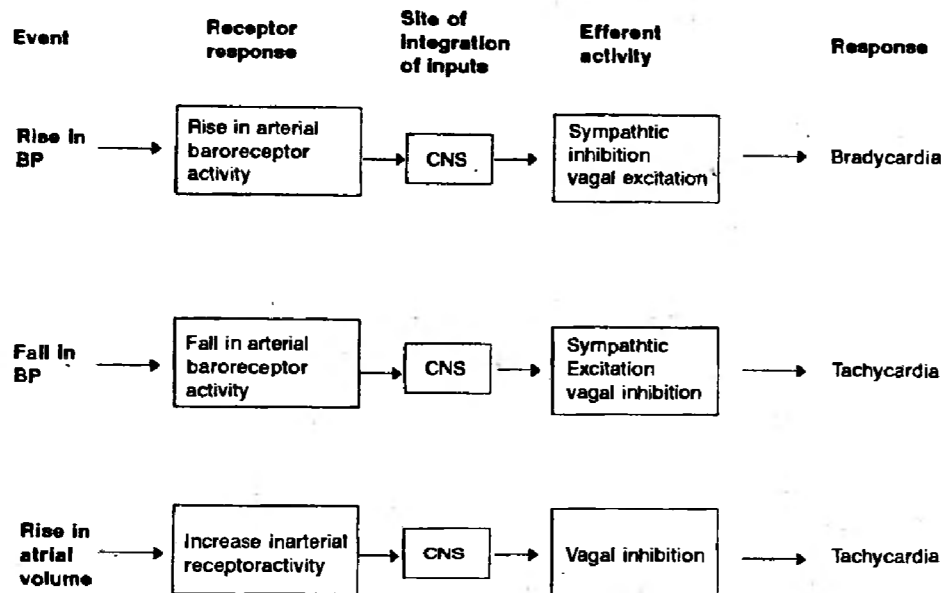 Event
Receptor
response
Site of
integration
of inputs
Efferent
activity
Response
Rise in
BP
Rise in arterial
baroreceptor
activity
CNS
Sympathtic
inhibition
vagal excitation
Bradycardia
Fall in
BP
Fall in arterial
baroreceptor
activity
CNS
Sympathtic
Excitation
vagal inhibition
Tachycardia
Rise in
atrial
volume
Increase inarterial
receptoractivity
CNS
Vagal inhibition
Tachycardia